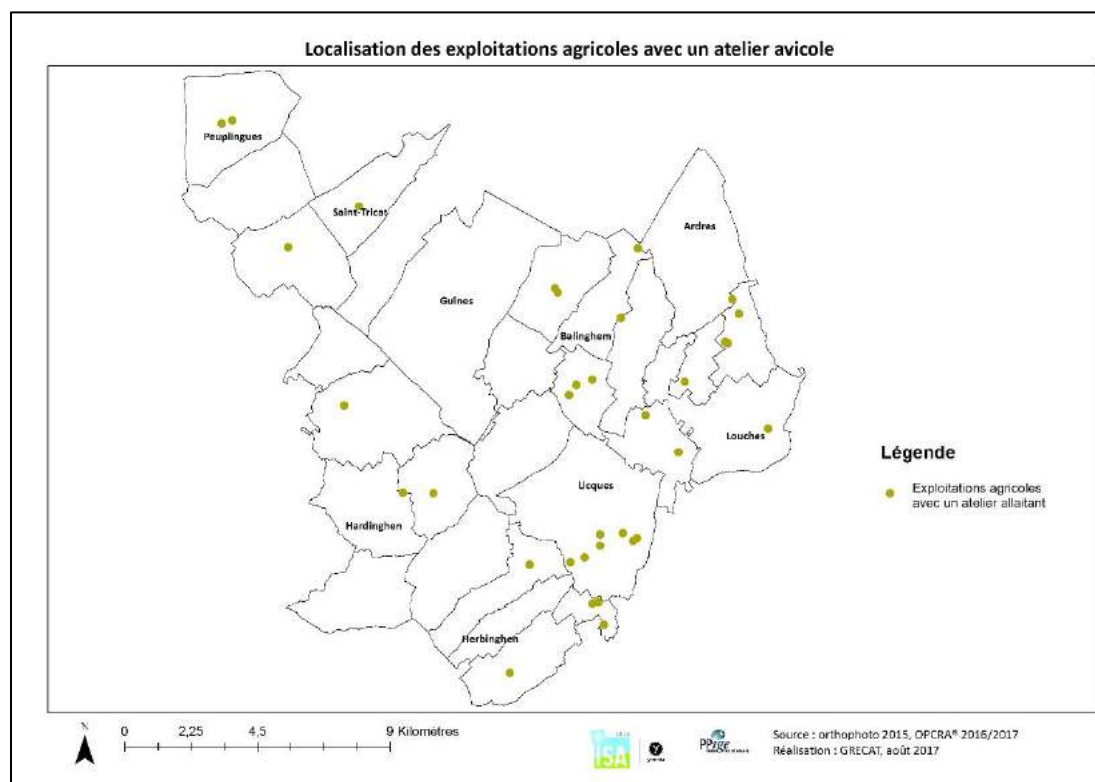 Localisation des exploitations agricoles avec un atelier avicole
Peuplingues
Saint-Tricat
Ardres
Guînes
Balinghem
Louches
Licques
Hardinghen
Herbinghen
Légende
Exploitations agricoles
avec un atelier allaitant
N
0 2,25 4,5 9 Kilomètres
ISA
PPige
Source : orthophoto 2015, OPCRA® 2016/2017
Réalisation : GRECAT, août 2017